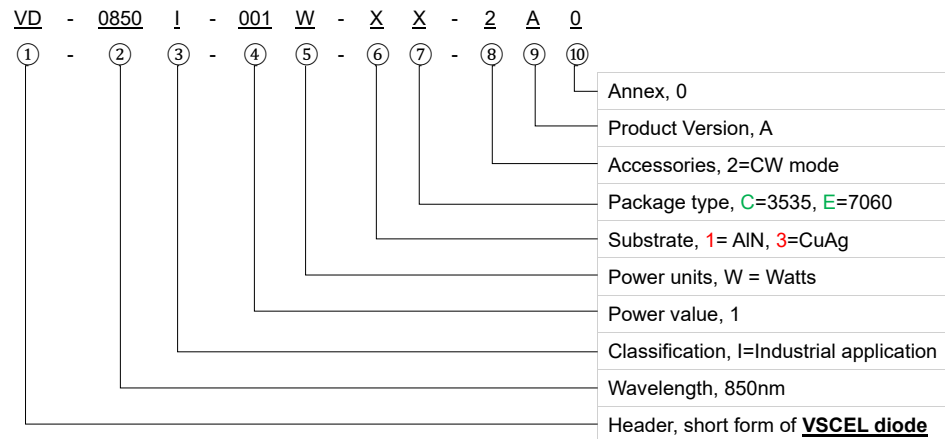 VD - 0850 I - 001 W - X X - 2 A 0
① - ② ③ - ④ ⑤ - ⑥ ⑦ - ⑧ ⑨ ⑩
Annex, 0
Product Version, A
Accessories, 2=CW mode
Package type, C=3535, E=7060
Substrate, 1= AlN, 3=CuAg
Power units, W = Watts
Power value, 1
Classification, I=Industrial application
Wavelength, 850nm
Header, short form of VSCEL diode